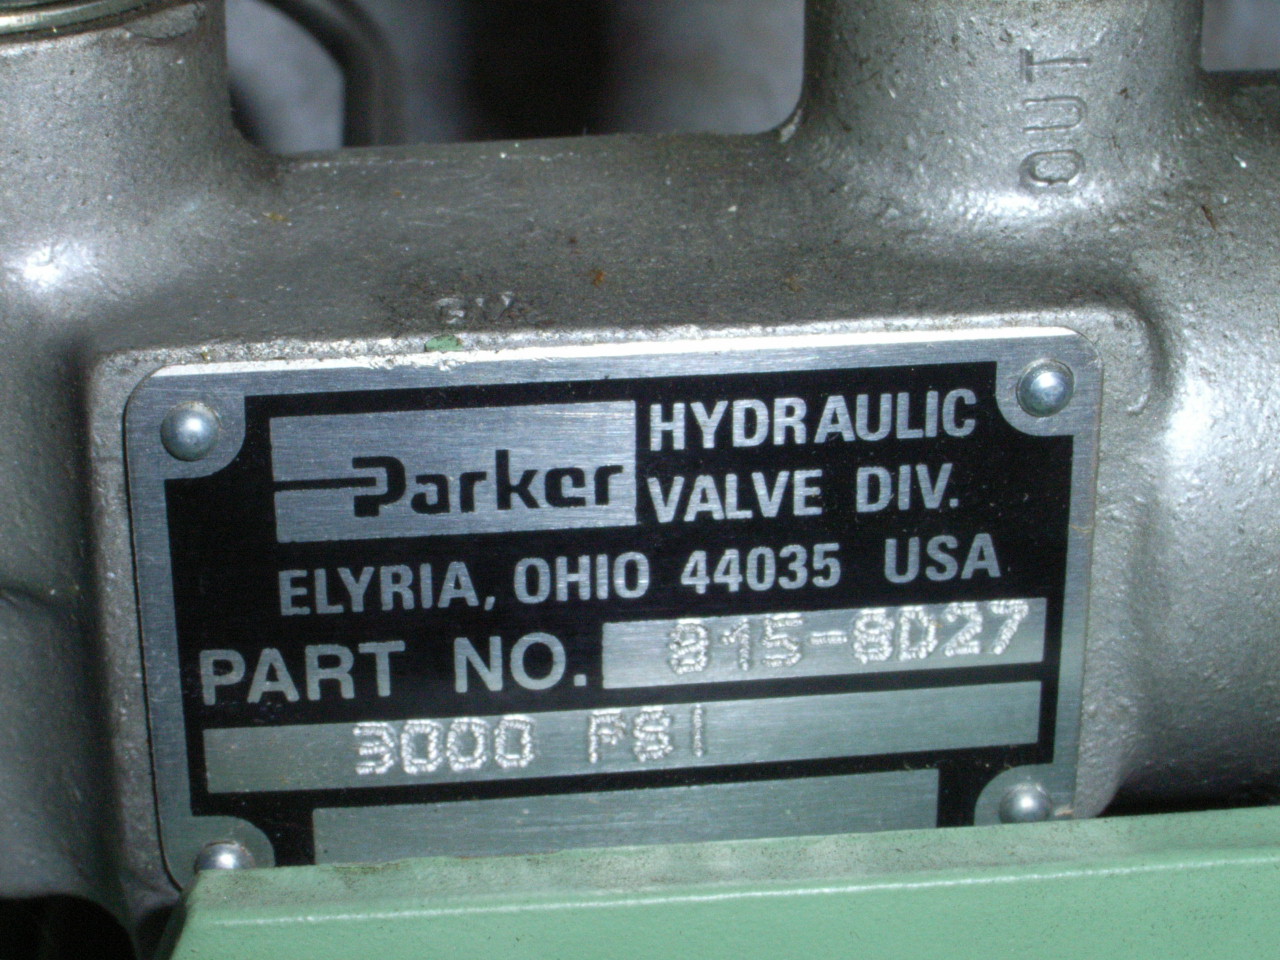 OUT
Parker HYDRAULIC
VALVE DIV.
ELYRIA, OHIO 44035 USA
PART NO. 815-8D27
3000 PSI